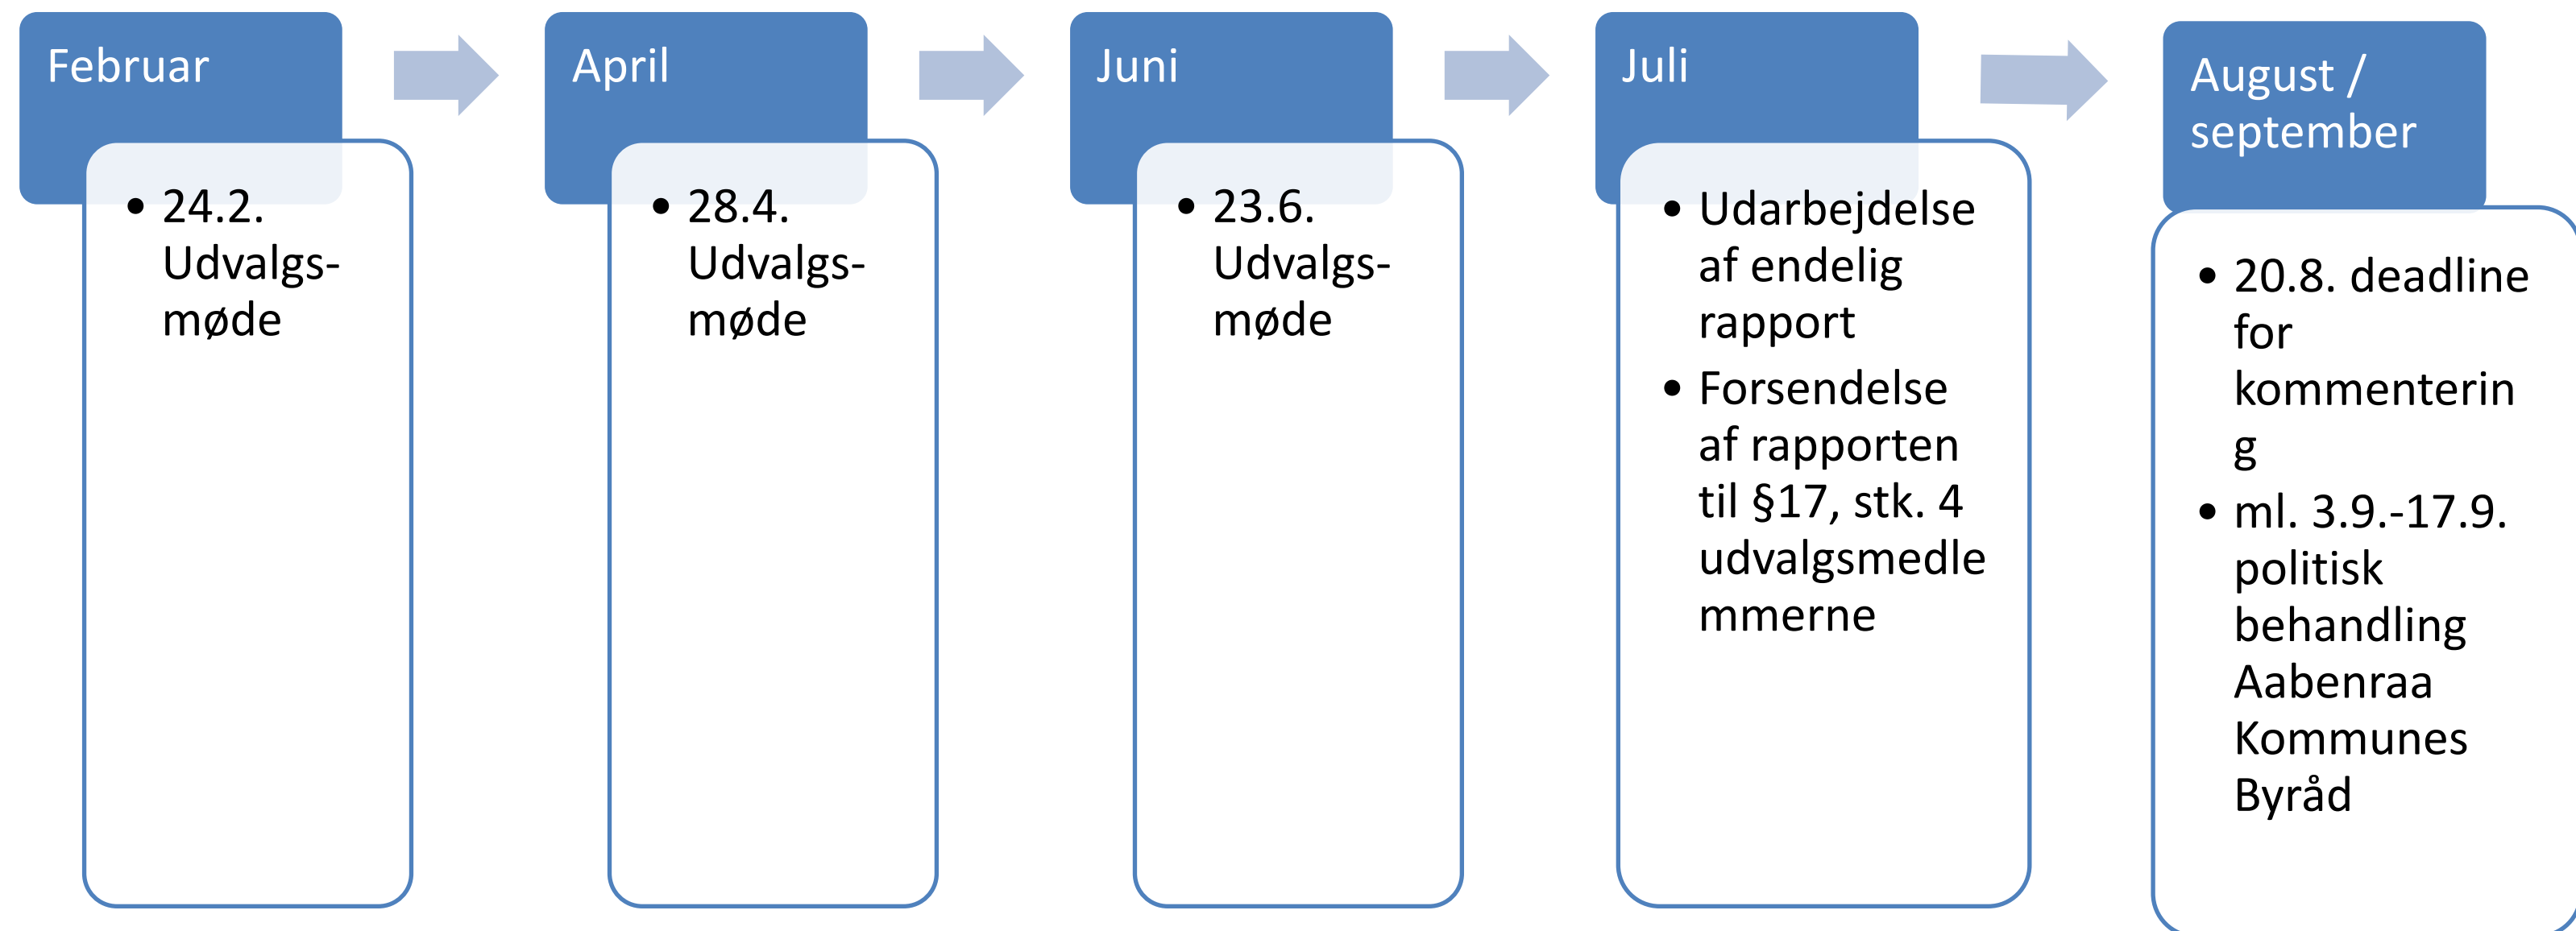 Februar
• 24.2.
Udvalgs-
møde
April
• 28.4.
Udvalgs-
møde
Juni
• 23.6.
Udvalgs-
møde
Juli
• Udarbejdelse
af endelig
rapport
• Forsendelse
af rapporten
til §17, stk. 4
udvalgsmedle
mmerne
August /
september
• 20.8. deadline
for
kommenterin
g
• ml. 3.9.-17.9.
politisk
behandling
Aabenraa
Kommunes
Byråd